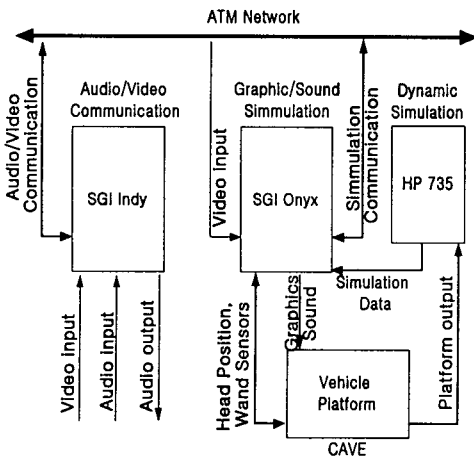 ATM Network
Audio/Video
Communication
Audio/Video
Communication
SGI Indy
Video input
Audio input
Audio output
Video input
Graphic/Sound
Simmulation
SGI Onyx
Simmulation
Communication
Dynamic
Simulation
HP 735
Simulation
Data
Head Position,
Wand Sensors
Graphics
Sound
Vehicle
Platform
CAVE
Platform output